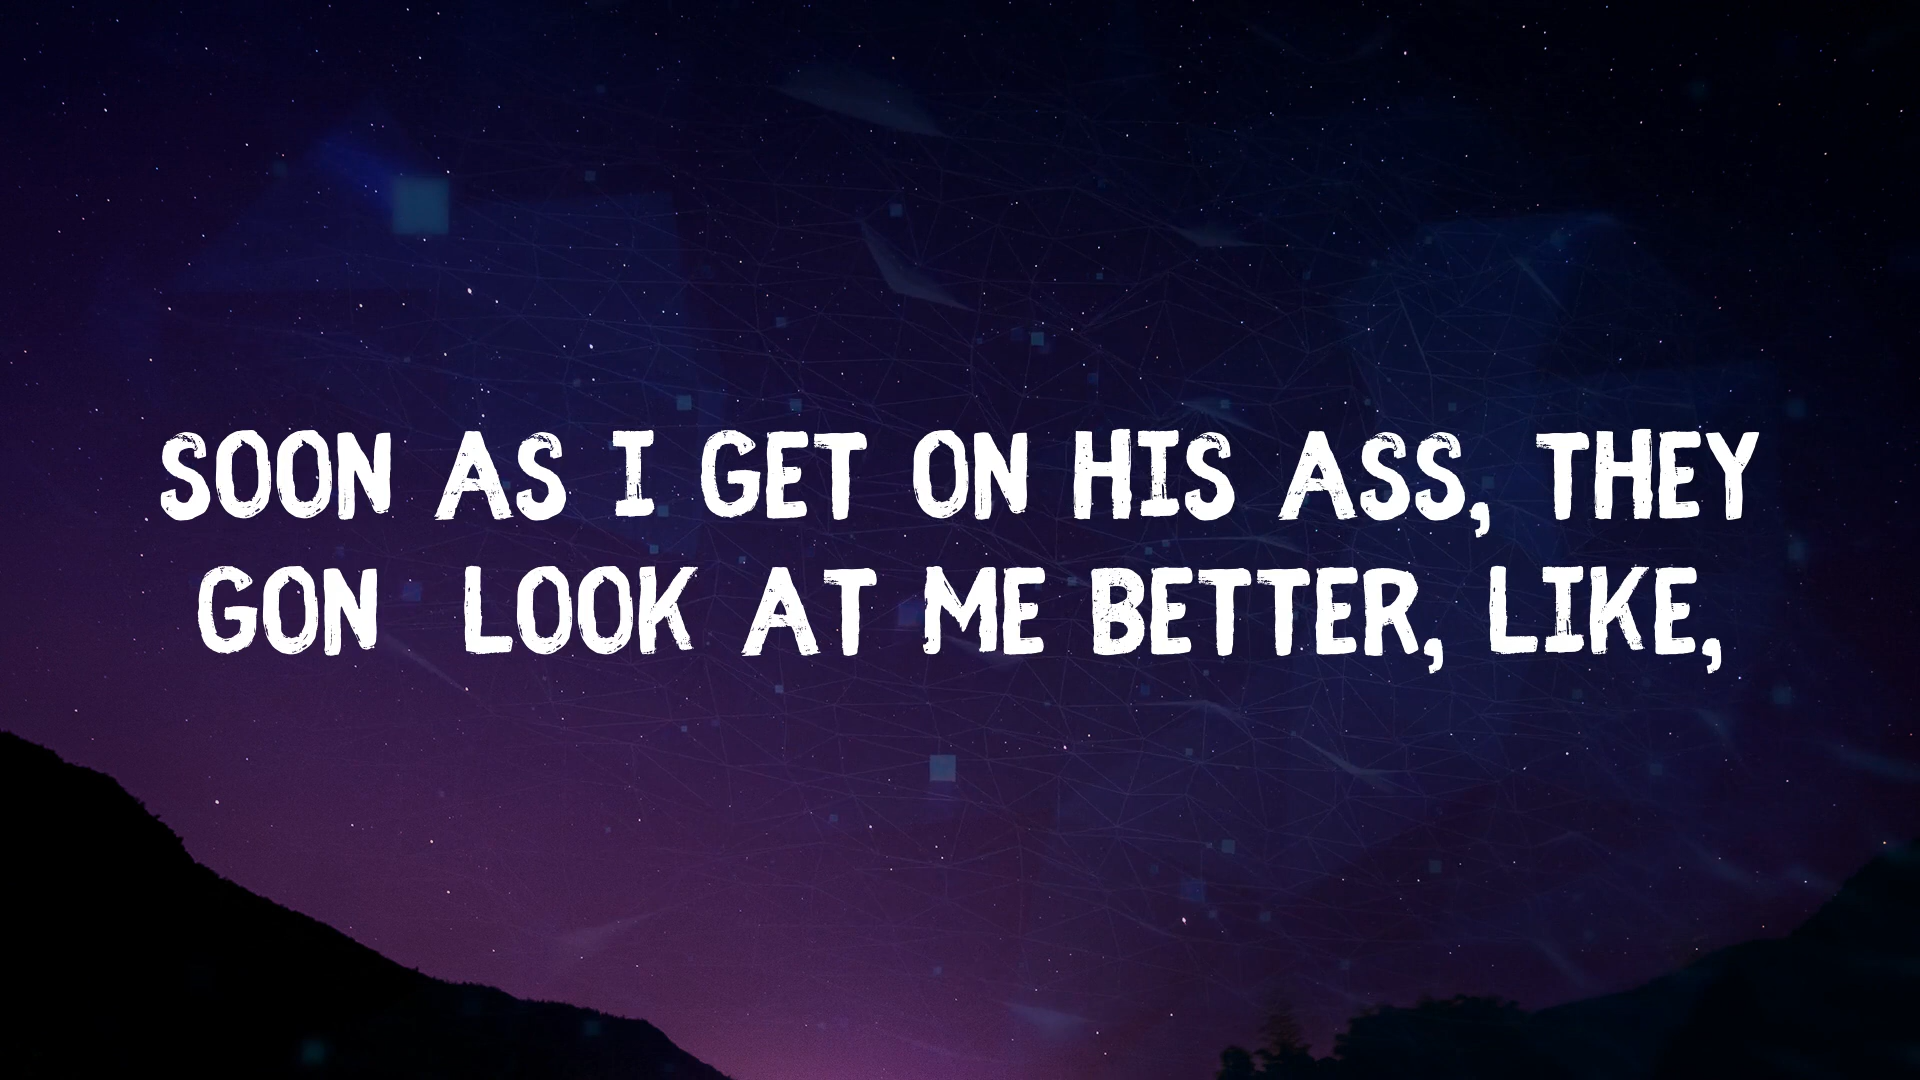 SOON AS I GET ON HIS ASS, THEY
GON  LOOK AT ME BETTER, LIKE,